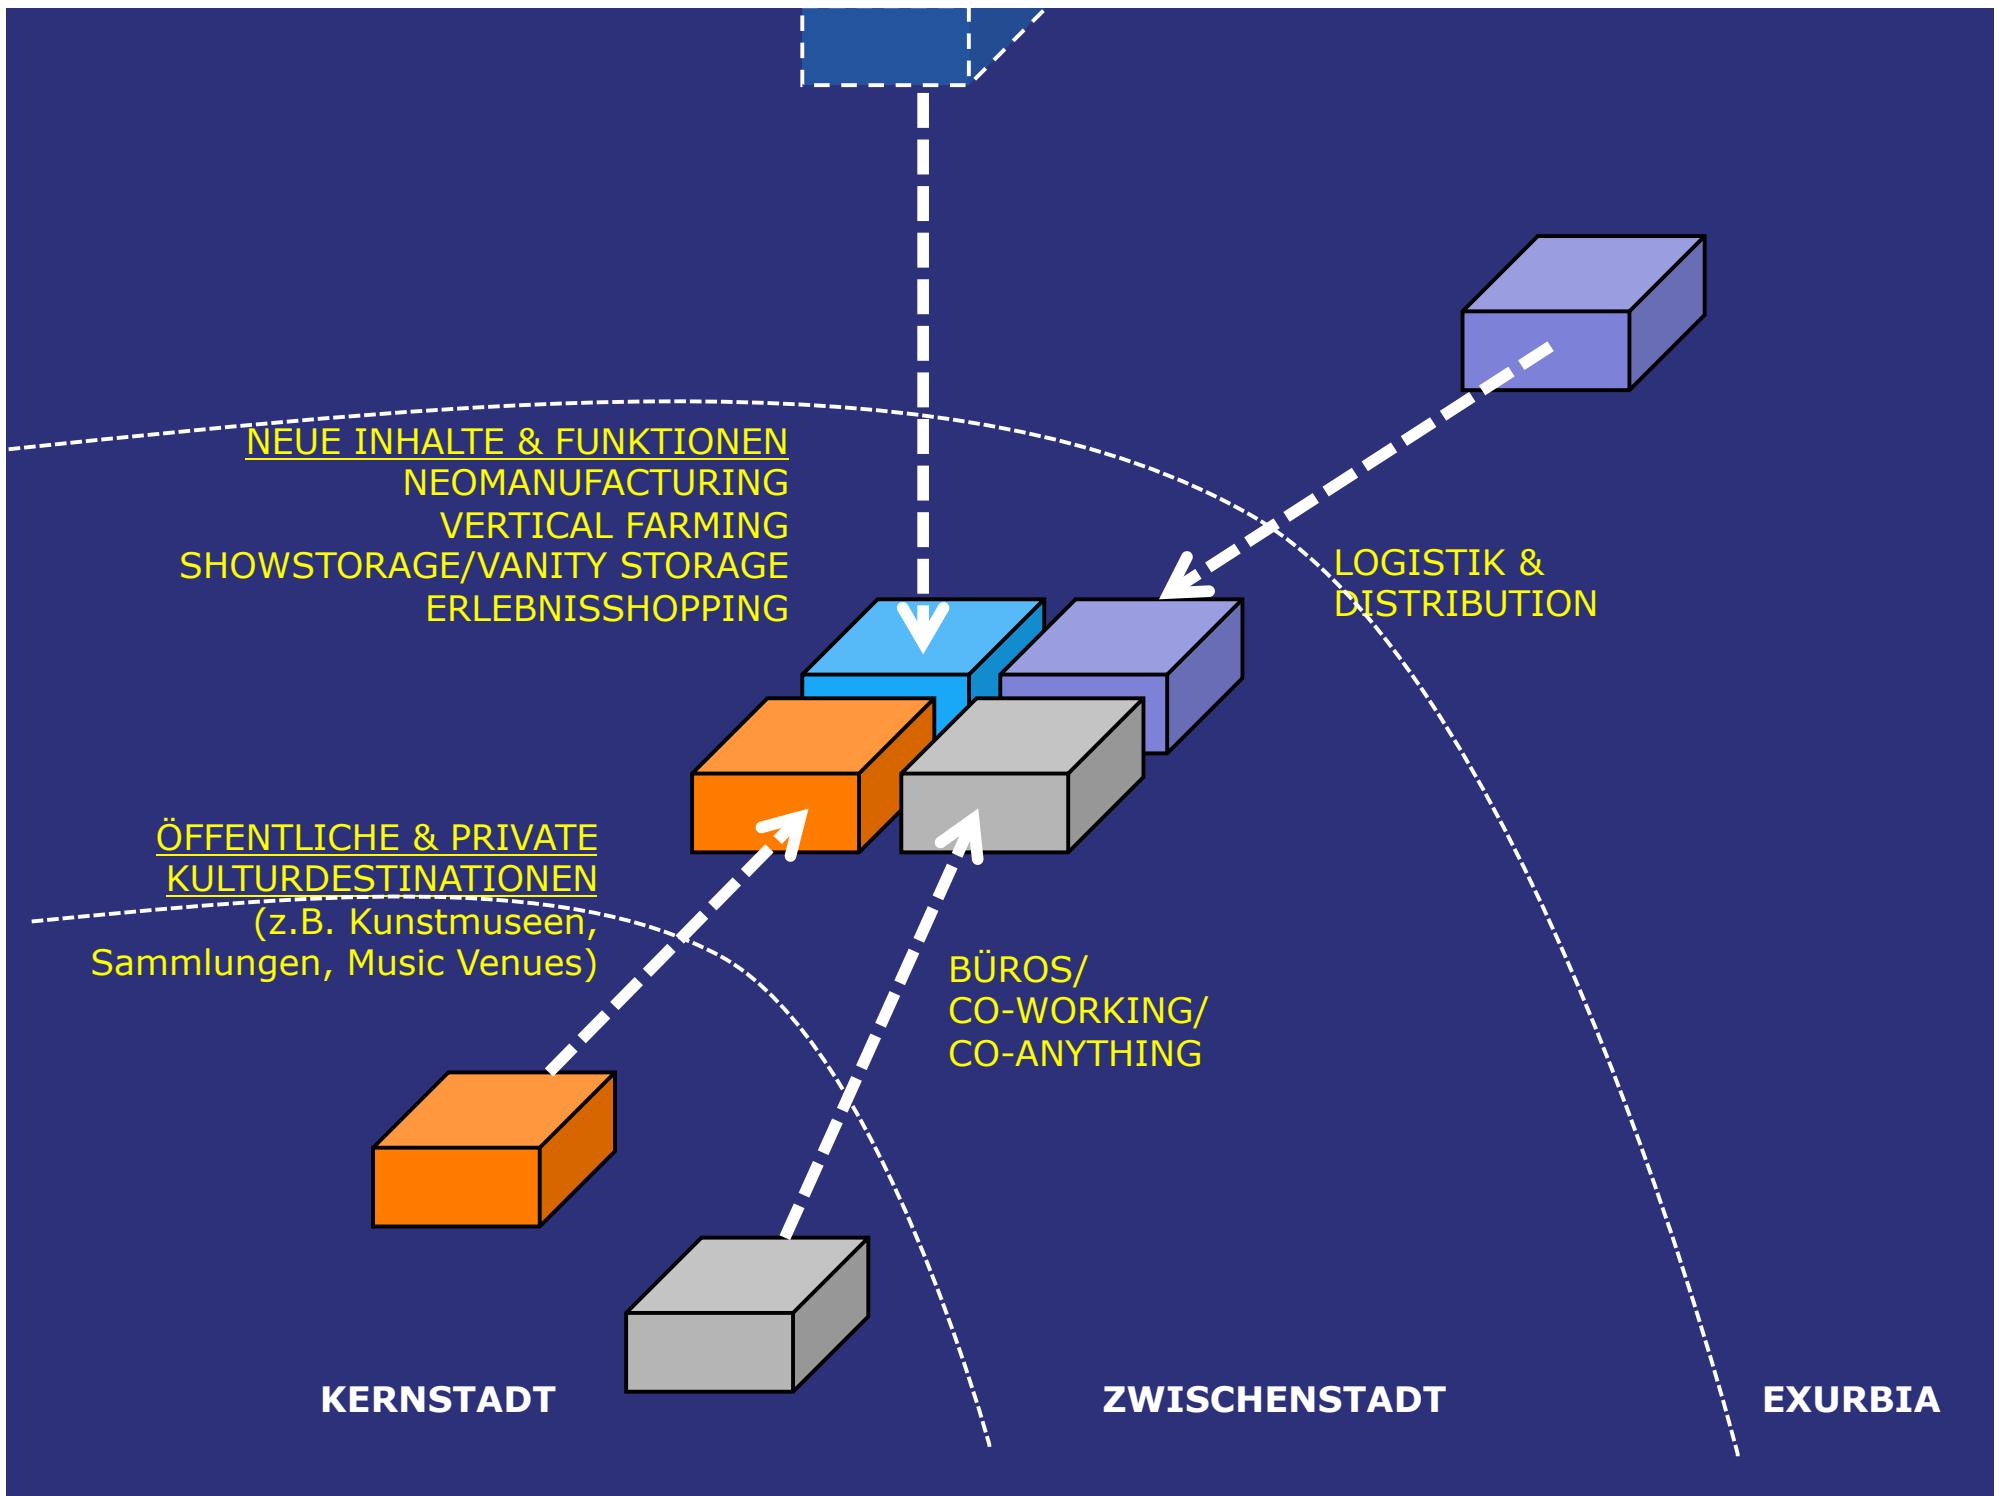 NEUE INHALTE & FUNKTIONEN
NEOMANUFACTURING
VERTICAL FARMING
SHOWSTORAGE/VANITY STORAGE
ERLEBNISSHOPPING
LOGISTIK &
DISTRIBUTION
ÖFFENTLICHE & PRIVATE
KULTURDESTINATIONEN
(z.B. Kunstmuseen,
Sammlungen, Music Venues)
BÜROS/
CO-WORKING/
CO-ANYTHING
KERNSTADT
ZWISCHENSTADT
EXURBIA